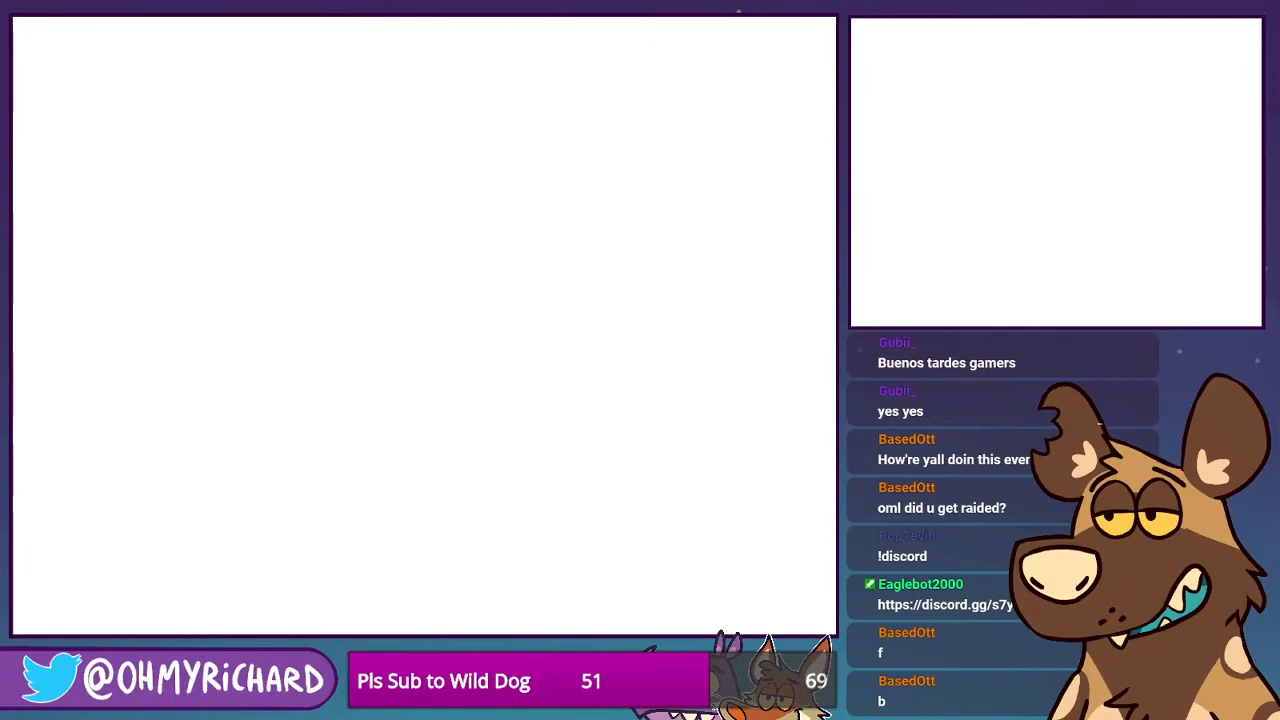 Gubii_
Buenos tardes gamers
Gubii_
yes yes
BasedOtt
How're yall doin this
BasedOtt
oml did u get raided?
PopTevin
!discord
Eaglebot2000
https://discord.gg/s7y
BasedOtt
f
BasedOtt
b
@OHMYRiCHARD
Pls Sub to Wild Dog 51 69